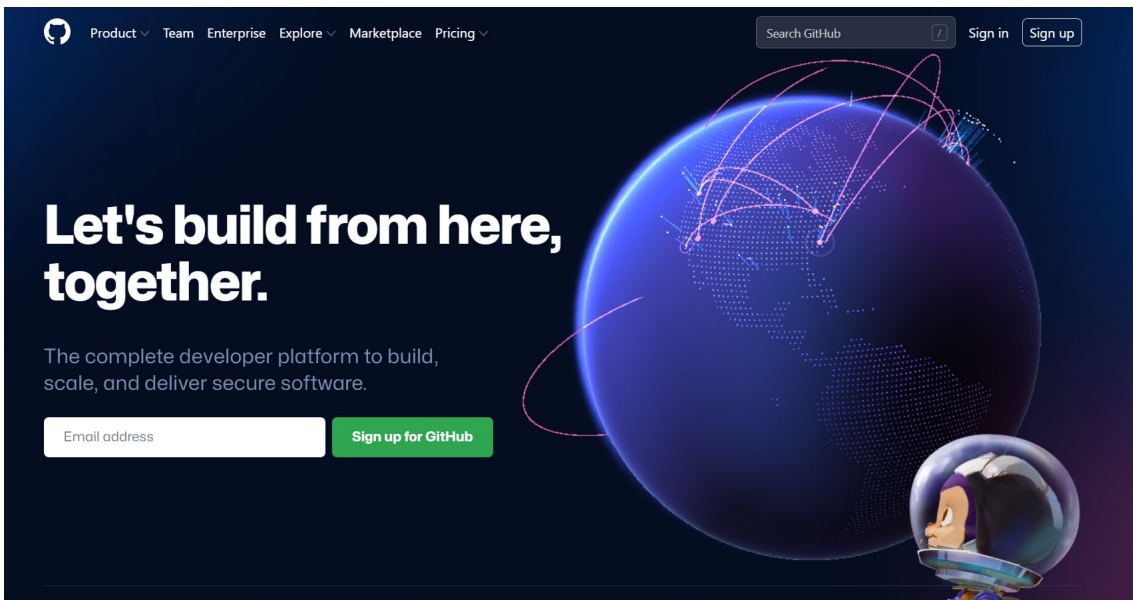 Product Team Enterprise Explore Marketplace Pricing Search GitHub / Sign in Sign up
Let's build from here,
together.
The complete developer platform to build,
scale, and deliver secure software.
Email address Sign up for GitHub